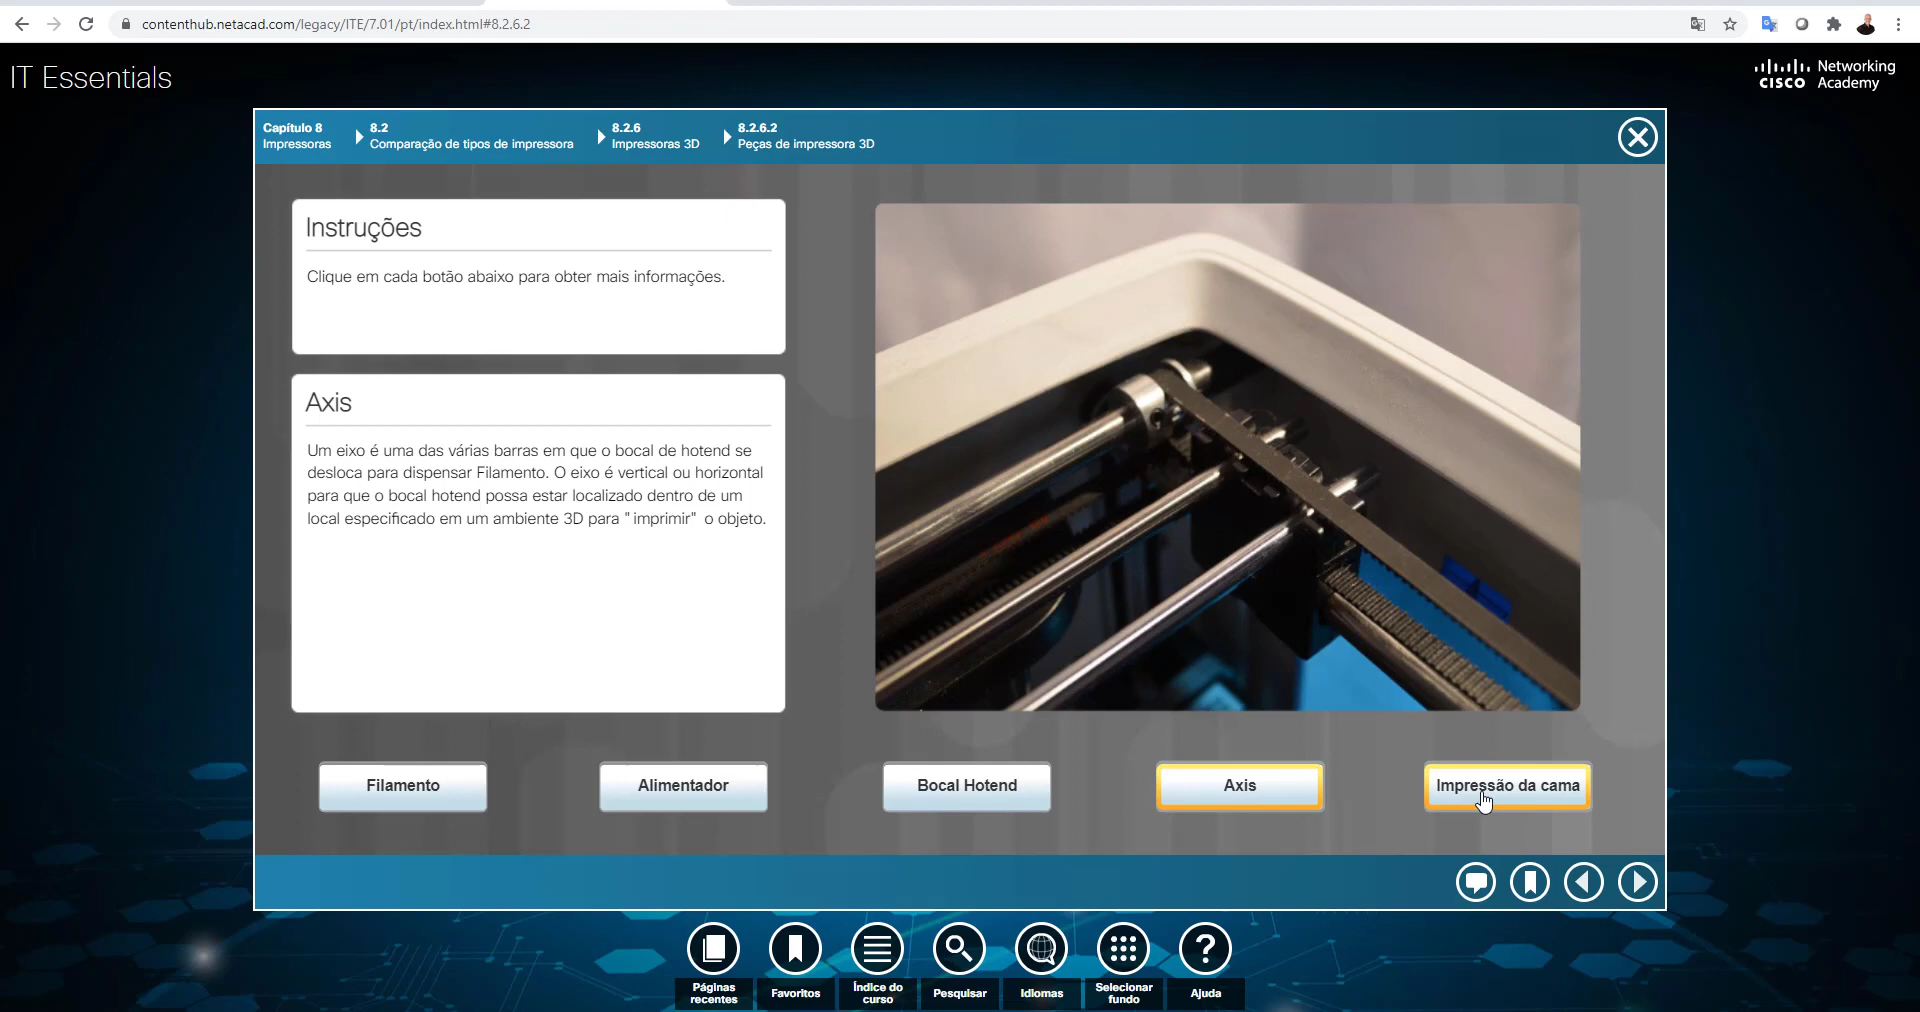 contenthub.netacad.com/legacy/ITE/7.01/pt/index.html#8.2.6.2
IT Essentials
Networking
CISCO Academy
Capítulo 8
Impressoras
8.2
Comparação de tipos de impressora
8.2.6
Impressoras 3D
8.2.6.2
Peças de impressora 3D
Instruções
Clique em cada botão abaixo para obter mais informações.
Axis
Um eixo é uma das várias barras em que o bocal de hotend se
desloca para dispensar Filamento. O eixo é vertical ou horizontal
para que o bocal hotend possa estar localizado dentro de um
local especificado em um ambiente 3D para "imprimir" o objeto.
Filamento
Alimentador
Bocal Hotend
Axis
Impressão da cama
Páginas
recentes
Favoritos
Índice do
curso
Pesquisar
Idiomas
Selecionar
fundo
?
Ajuda